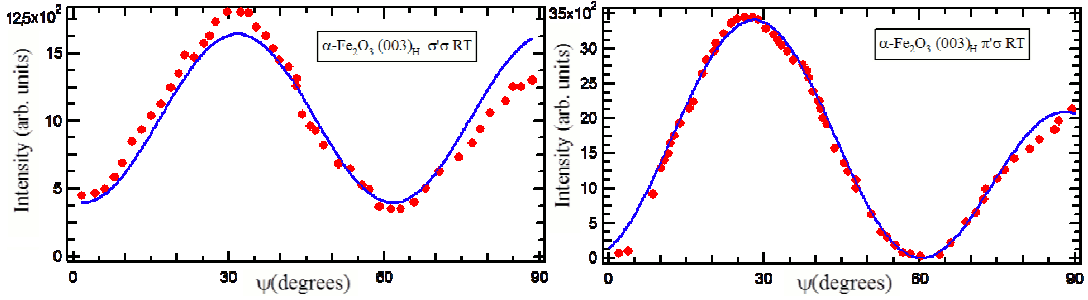 12,5x10²
15
10
5
0
Intensity (arb. units)
α-Fe₂O₃ (003)H σ'σ RT
0 30 60 90
ψ(degrees)
35x10²
30
25
20
15
10
5
0
Intensity (arb. units)
α-Fe₂O₃ (003)H π'σ RT
0 30 60 90
ψ(degrees)